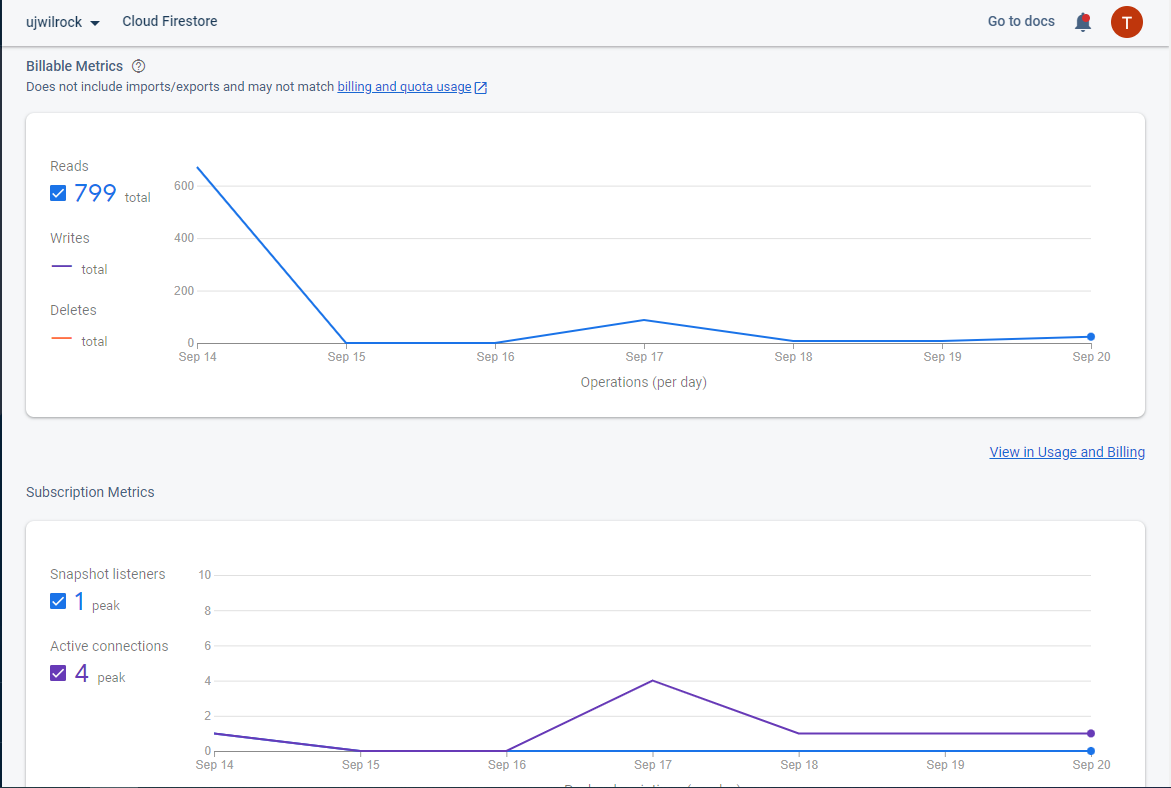 ujwilrock Cloud Firestore Go to docs T
Billable Metrics ?
Does not include imports/exports and may not match billing and quota usage
Reads
799 total
Writes
total
Deletes
total
600
400
200
0
Sep 14 Sep 15 Sep 16 Sep 17 Sep 18 Sep 19 Sep 20
Operations (per day)
View in Usage and Billing
Subscription Metrics
Snapshot listeners
1 peak
Active connections
4 peak
10
8
6
4
2
0
Sep 14 Sep 15 Sep 16 Sep 17 Sep 18 Sep 19 Sep 20